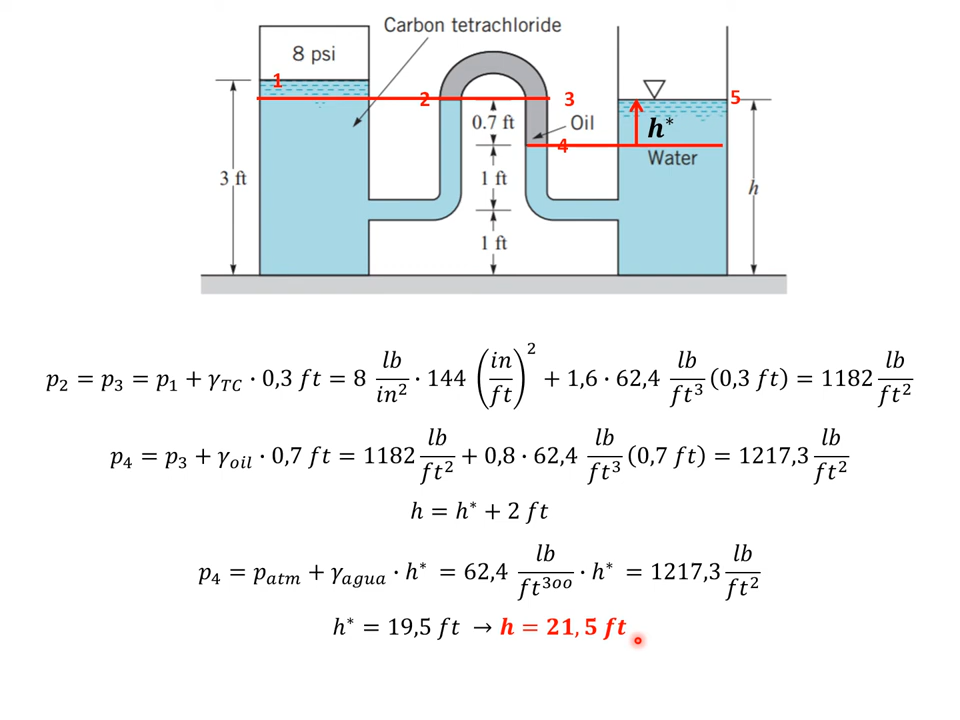 Carbon tetrachloride
8 psi
1
2
3
5
0.7 ft
Oil
h*
4
Water
3 ft
1 ft
h
1 ft
p₂ = p₃ = p₁ + γ_TC · 0,3 ft = 8 lb/in² · 144 (in/ft)² + 1,6 · 62,4 lb/ft³ (0,3 ft) = 1182 lb/ft²
p₄ = p₃ + γ_oil · 0,7 ft = 1182 lb/ft² + 0,8 · 62,4 lb/ft³ (0,7 ft) = 1217,3 lb/ft²
h = h* + 2 ft
p₄ = p_atm + γ_agua · h* = 62,4 lb/ft³ᵒᵒ · h* = 1217,3 lb/ft²
h* = 19,5 ft → h = 21,5 ft